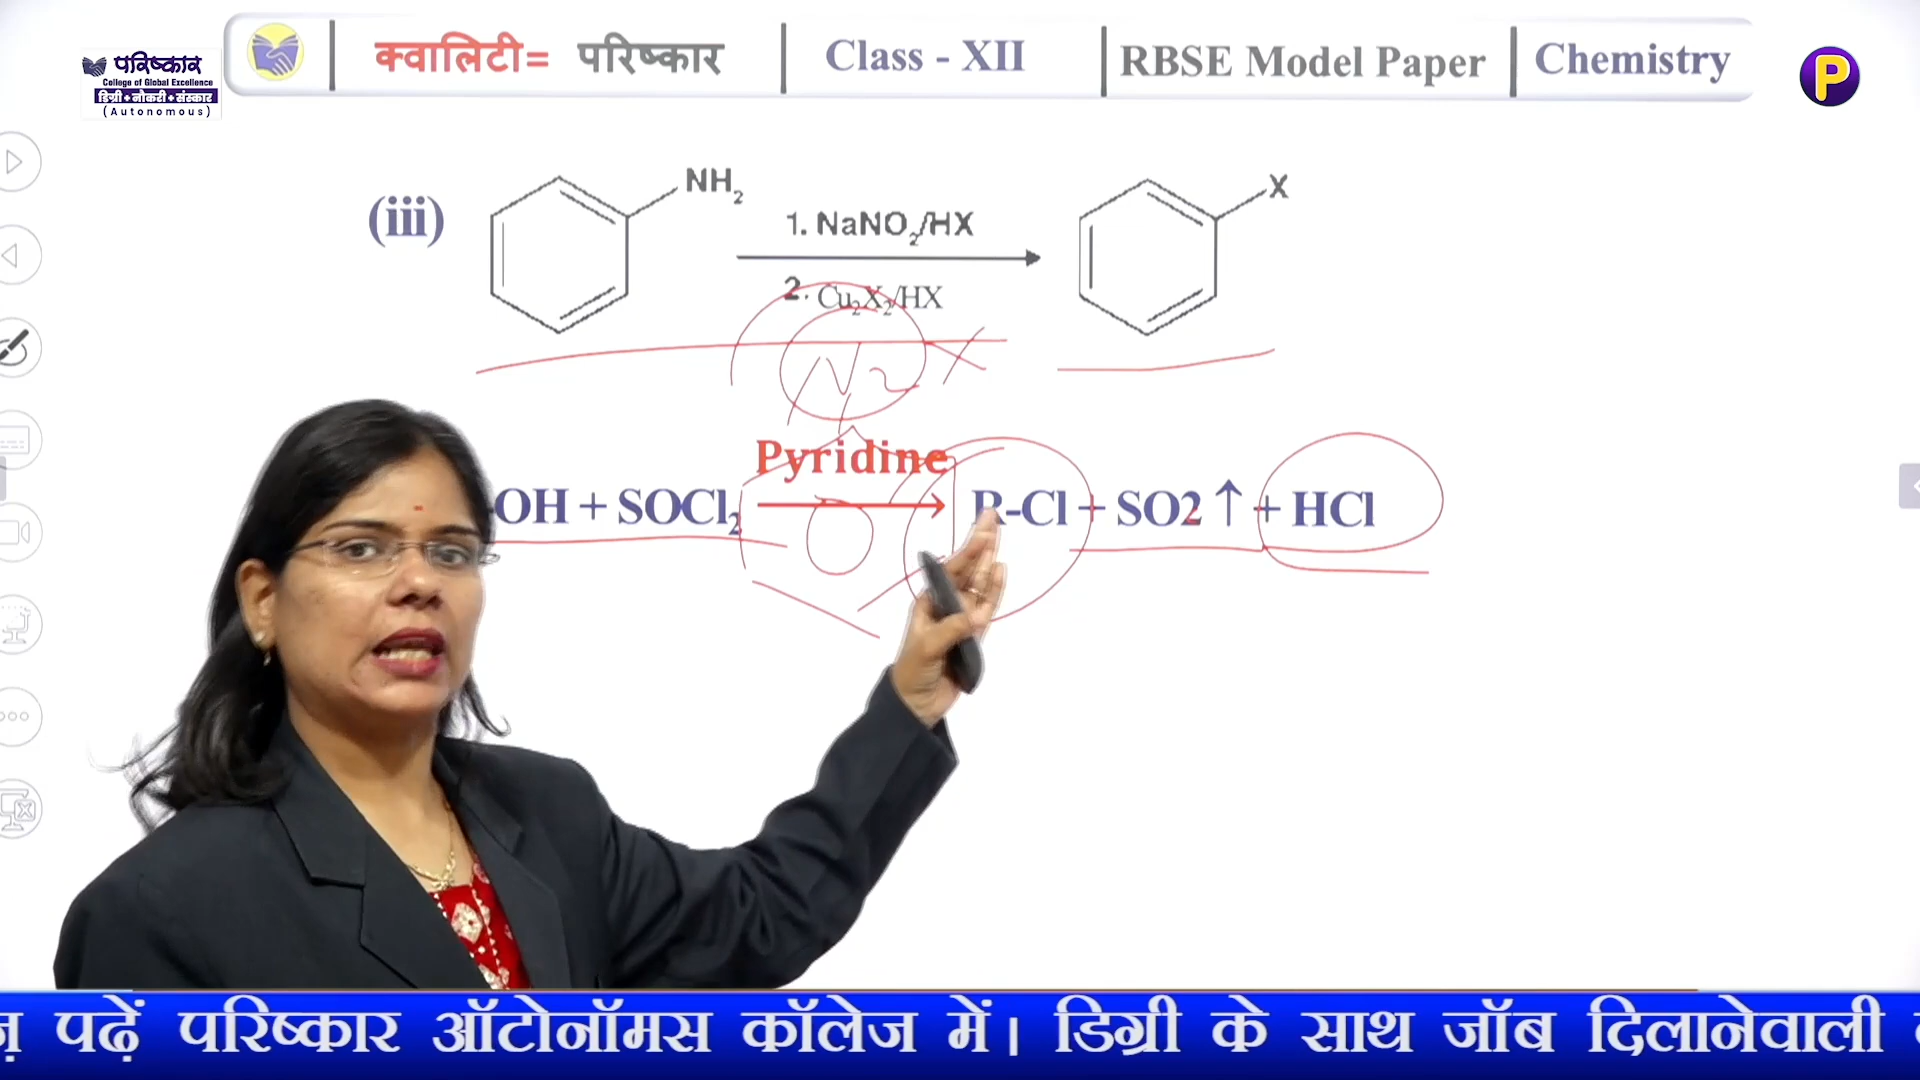 परिष्कार
College of Global Excellence
डिग्री + नौकरी + संस्कार
(Autonomous)
क्वालिटी= परिष्कार
Class - XII
RBSE Model Paper
Chemistry
P
(iii)
NH2
1. NaNO2/HX
2. Cu2X2/HX
X
N2
Pyridine
-OH + SOCl2 → R-Cl + SO2 ↑ + HCl
पढ़ें परिष्कार ऑटोनॉमस कॉलेज में। डिग्री के साथ जॉब दिलानेवाली